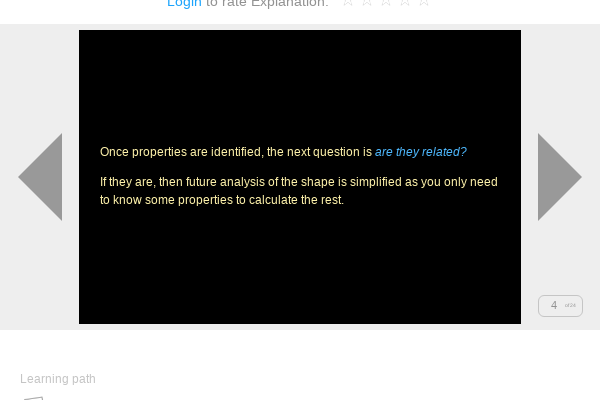 Login to rate Explanation: ☆ ☆ ☆ ☆ ☆
Once properties are identified, the next question is are they related?
If they are, then future analysis of the shape is simplified as you only need
to know some properties to calculate the rest.
4
Learning path